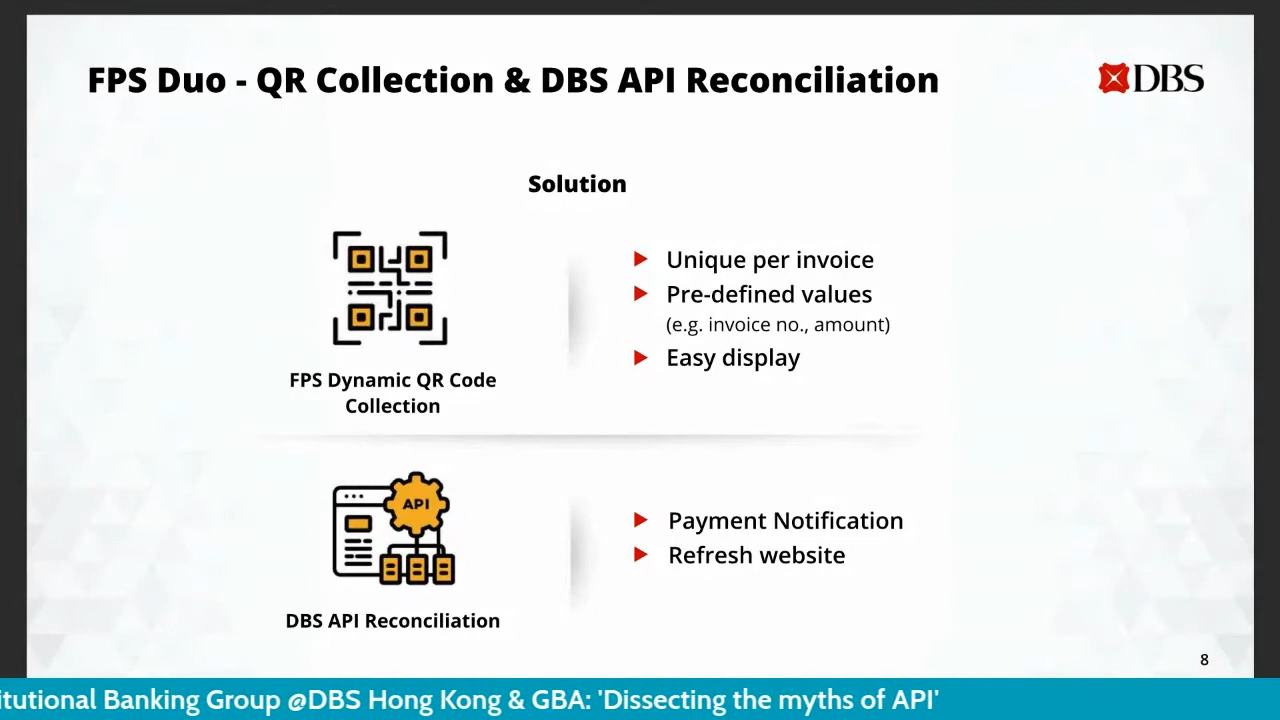 FPS Duo - QR Collection & DBS API Reconciliation
DBS
Solution
Unique per invoice
Pre-defined values
(e.g. invoice no., amount)
Easy display
FPS Dynamic QR Code
Collection
API
Payment Notification
Refresh website
DBS API Reconciliation
8
itutional Banking Group @DBS Hong Kong & GBA: 'Dissecting the myths of API'